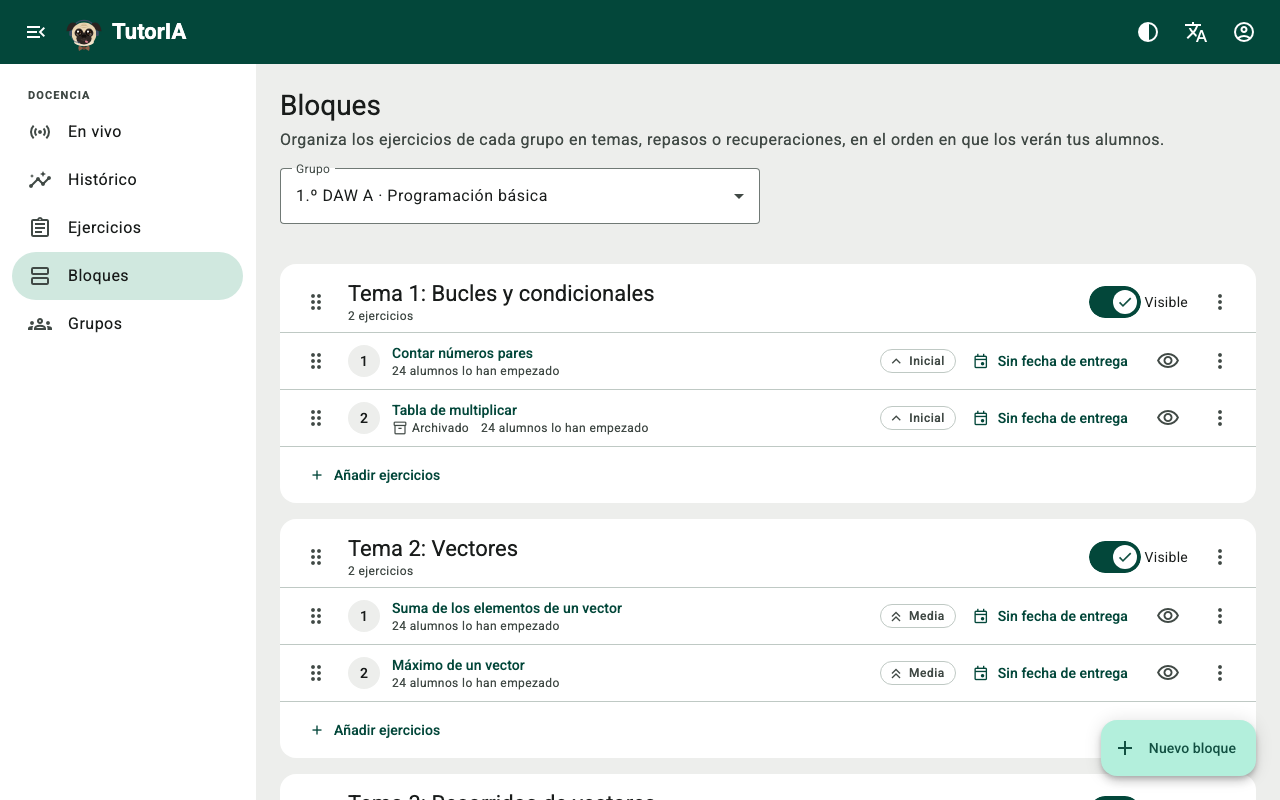 TutorIA
DOCENCIA
En vivo
Histórico
Ejercicios
Bloques
Grupos
Bloques
Organiza los ejercicios de cada grupo en temas, repasos o recuperaciones, en el orden en que los verán tus alumnos.
Grupo
1.º DAW A · Programación básica
Tema 1: Bucles y condicionales
2 ejercicios
Visible
1
Contar números pares
24 alumnos lo han empezado
Inicial
Sin fecha de entrega
2
Tabla de multiplicar
Archivado 24 alumnos lo han empezado
Inicial
Sin fecha de entrega
+ Añadir ejercicios
Tema 2: Vectores
2 ejercicios
Visible
1
Suma de los elementos de un vector
24 alumnos lo han empezado
Media
Sin fecha de entrega
2
Máximo de un vector
24 alumnos lo han empezado
Media
Sin fecha de entrega
+ Añadir ejercicios
+ Nuevo bloque
Tema 3: Recorridos de vectores